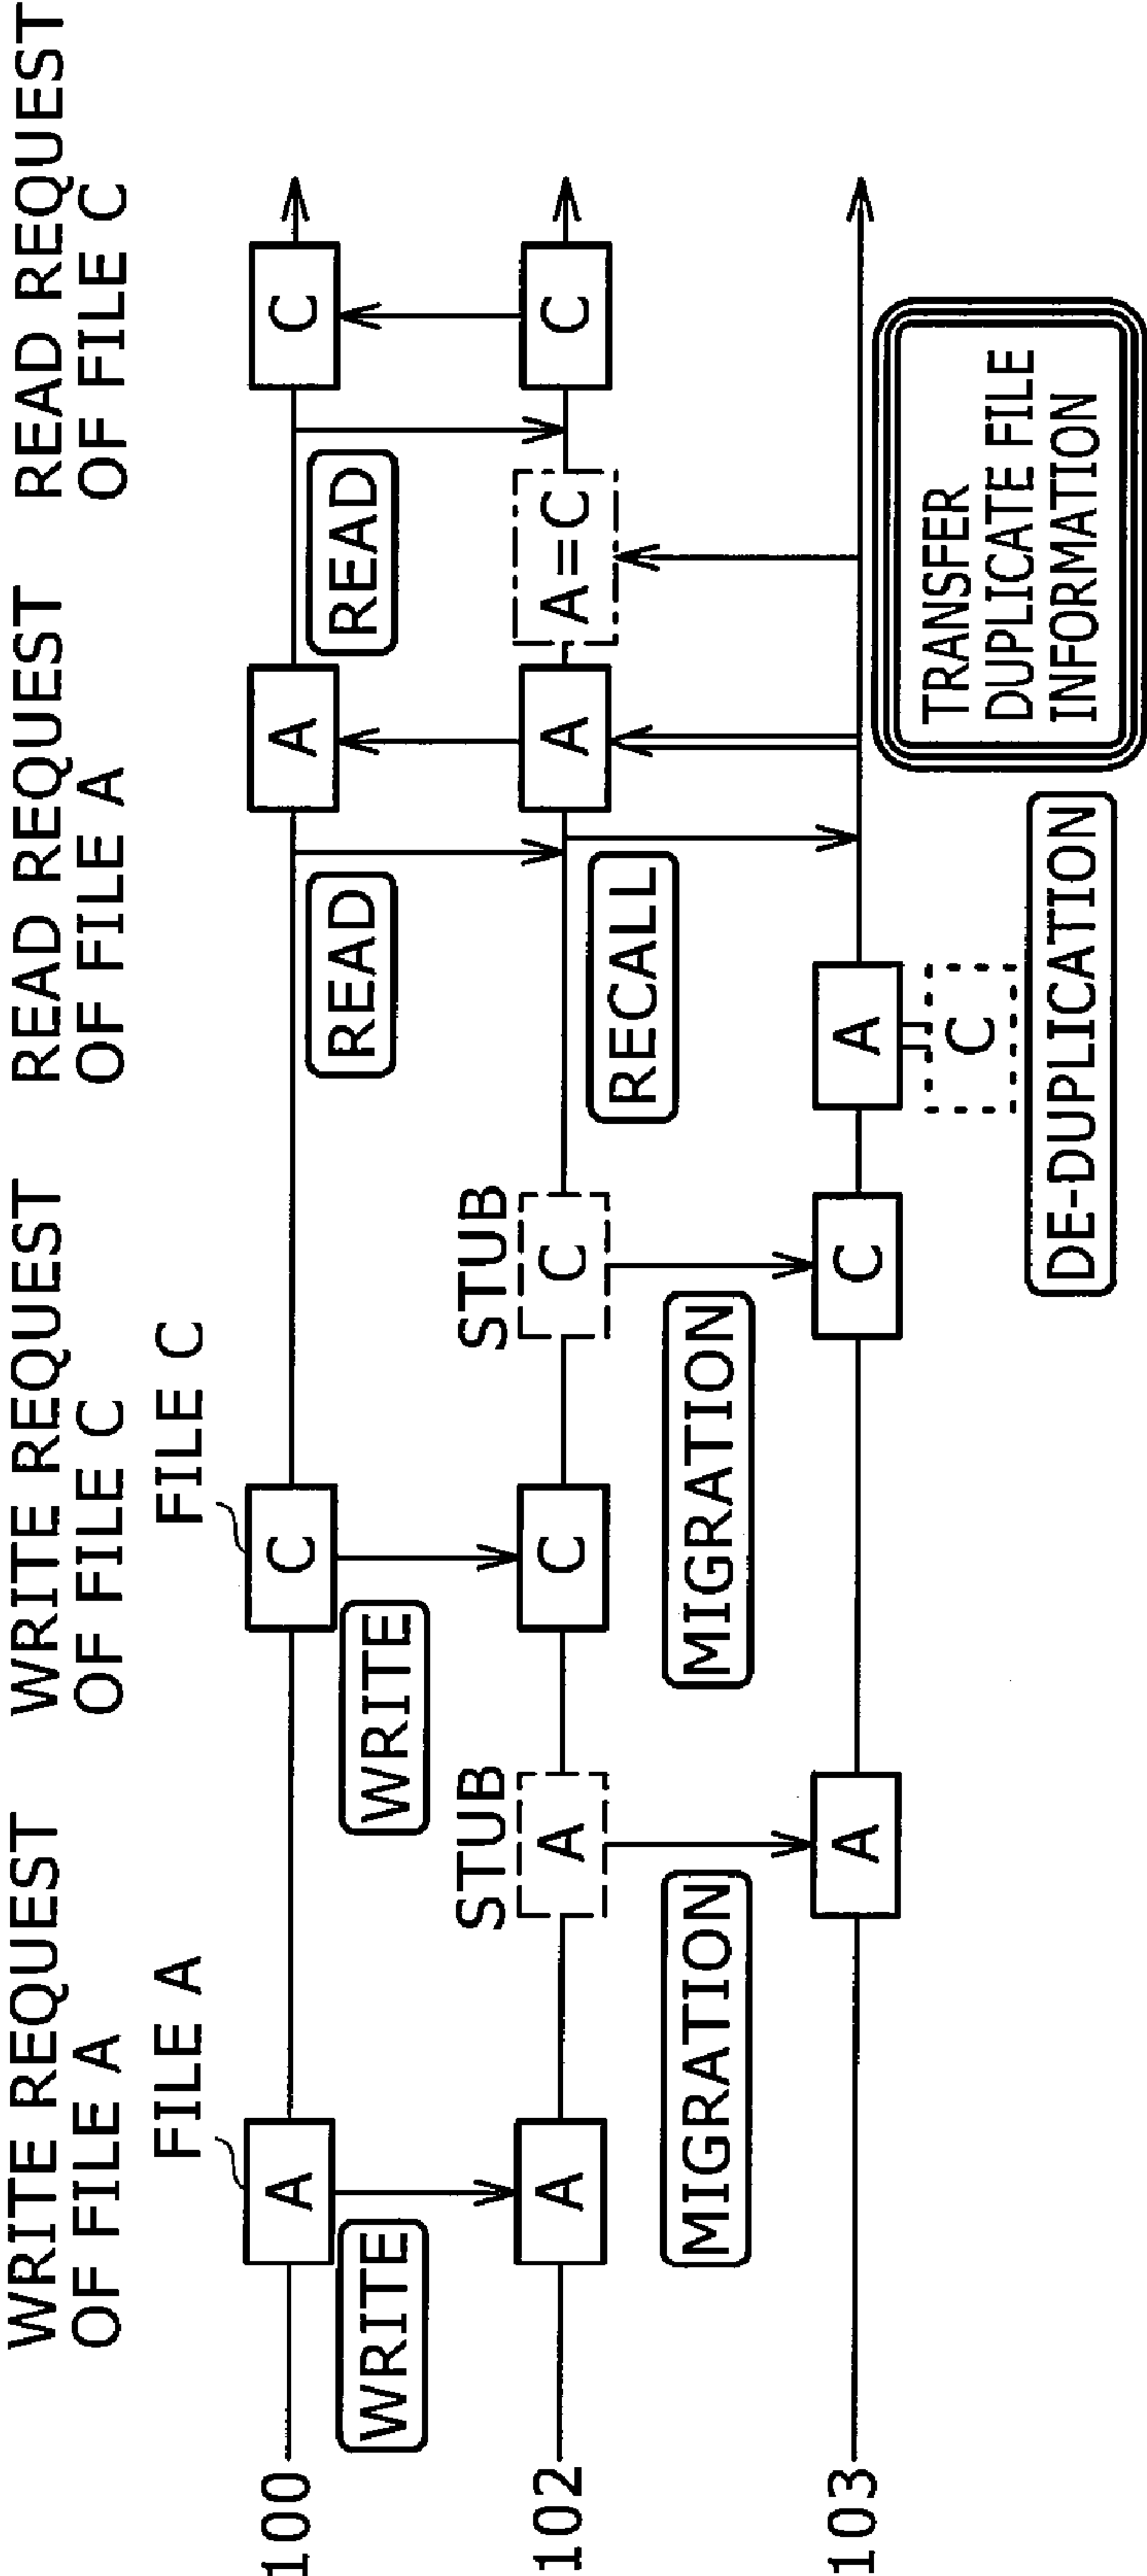 WRITE REQUEST
OF FILE A
WRITE REQUEST
OF FILE C
READ REQUEST
OF FILE A
READ REQUEST
OF FILE C
FILE A
FILE C
100
A
C
A
C
WRITE
WRITE
READ
READ
STUB
STUB
102
A
A
C
C
A
A=C
C
MIGRATION
MIGRATION
RECALL
103
A
C
A
C
DE-DUPLICATION
TRANSFER
DUPLICATE FILE
INFORMATION